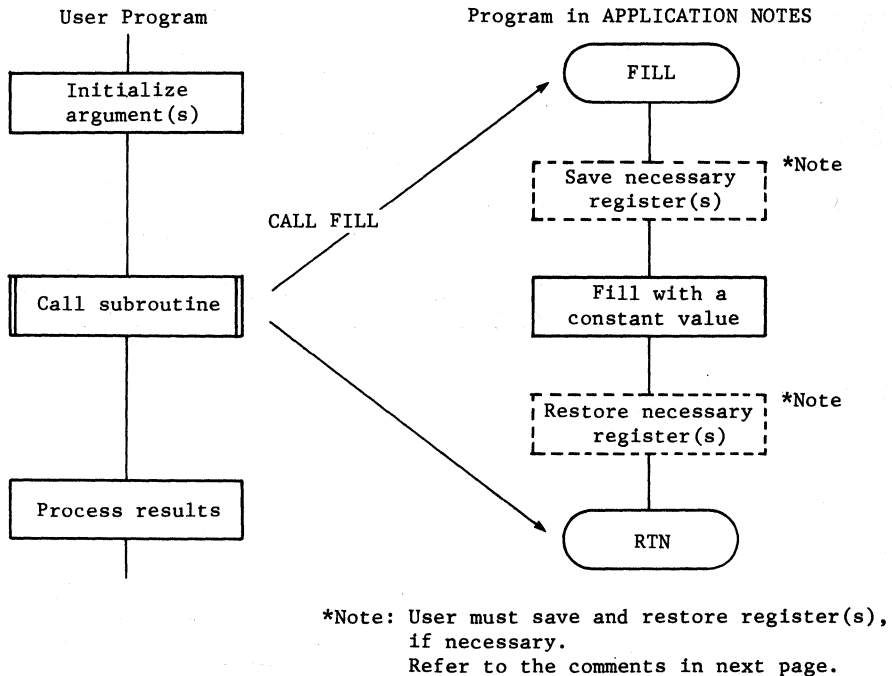 User Program
Initialize
argument(s)
Call subroutine
Process results
CALL FILL
Program in APPLICATION NOTES
FILL
*Note
Save necessary
register(s)
Fill with a
constant value
*Note
Restore necessary
register(s)
RTN
*Note: User must save and restore register(s),
if necessary.
Refer to the comments in next page.